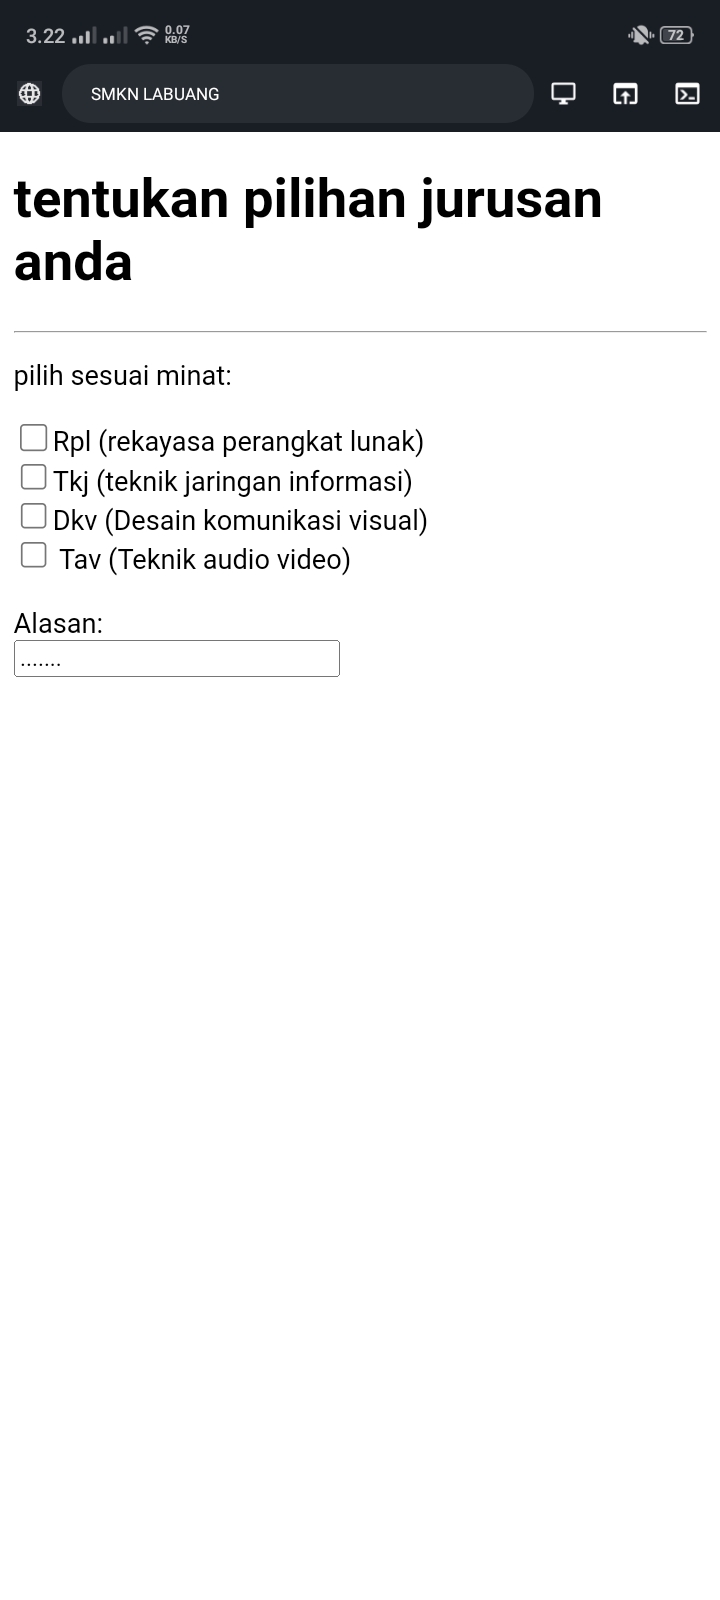 3.22 0.07 KB/S 72
SMKN LABUANG
tentukan pilihan jurusan
anda
pilih sesuai minat:
Rpl (rekayasa perangkat lunak)
Tkj (teknik jaringan informasi)
Dkv (Desain komunikasi visual)
Tav (Teknik audio video)
Alasan:
.......